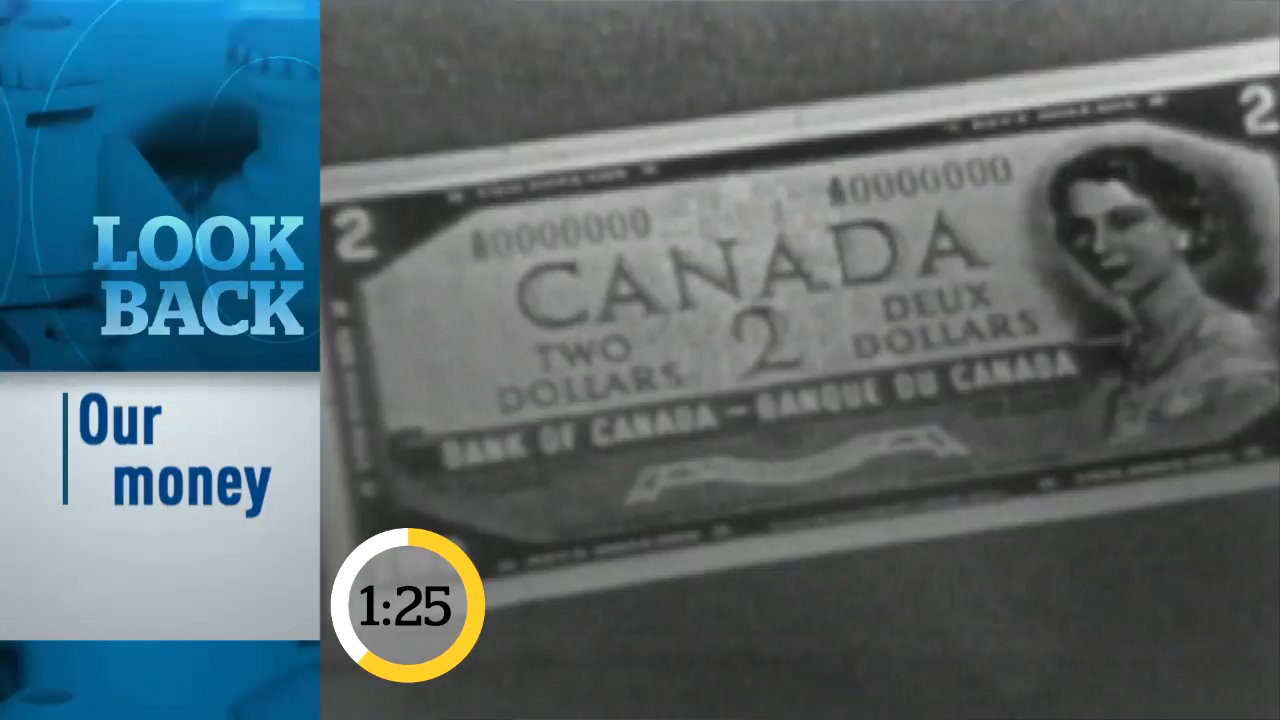 LOOK
BACK
Our
money
1:25
2
2
A0000000
A0000000
CANADA
TWO
DOLLARS
2
DEUX
DOLLARS
BANK OF CANADA – BANQUE DU CANADA